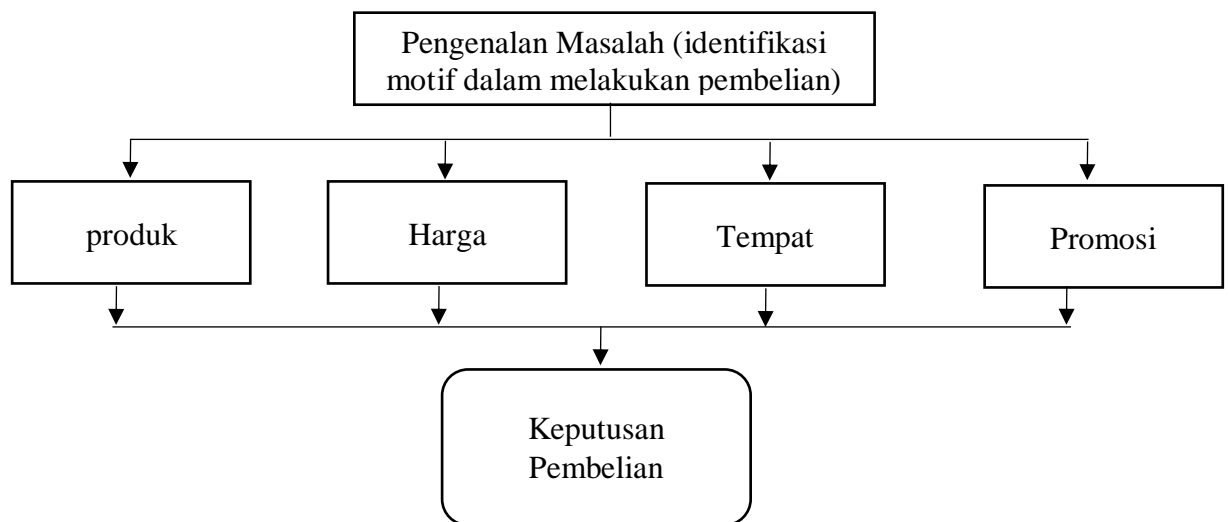 Pengenalan Masalah (identifikasi
motif dalam melakukan pembelian)
produk
Harga
Tempat
Promosi
Keputusan
Pembelian